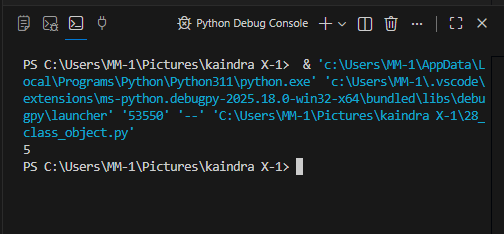 Python Debug Console
PS C:\Users\MM-1\Pictures\kaindra X-1>  & 'c:\Users\MM-1\AppData\L
ocal\Programs\Python\Python311\python.exe' 'c:\Users\MM-1\.vscode\
extensions\ms-python.debugpy-2025.18.0-win32-x64\bundled\libs\debu
gpy\launcher' '53550' '--' 'C:\Users\MM-1\Pictures\kaindra X-1\28_
class_object.py'
5
PS C:\Users\MM-1\Pictures\kaindra X-1>